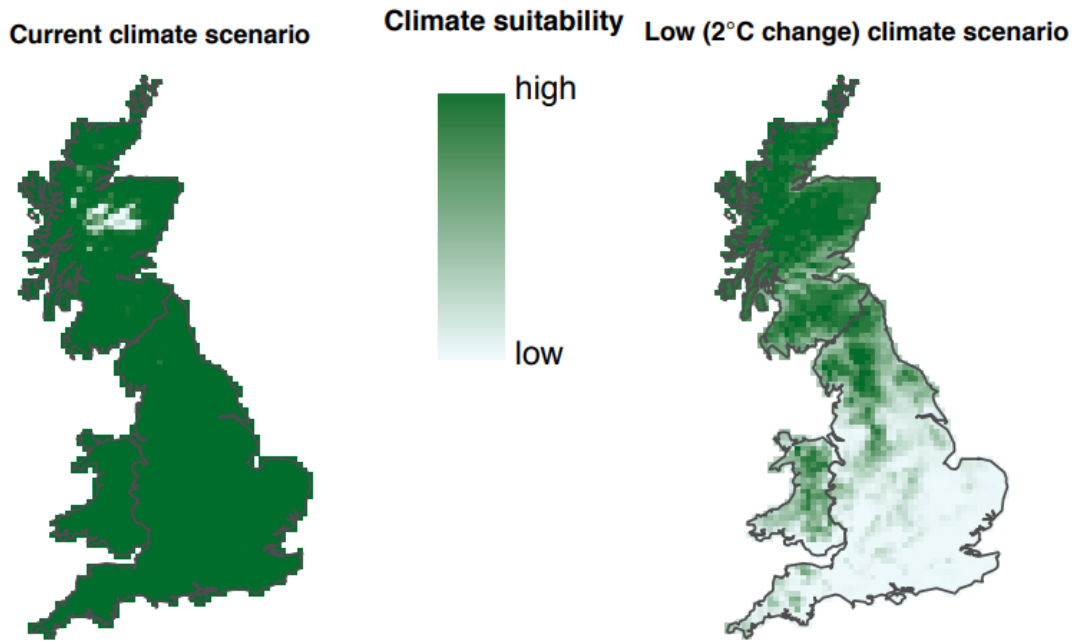 Current climate scenario
Climate suitability
high
low
Low (2°C change) climate scenario